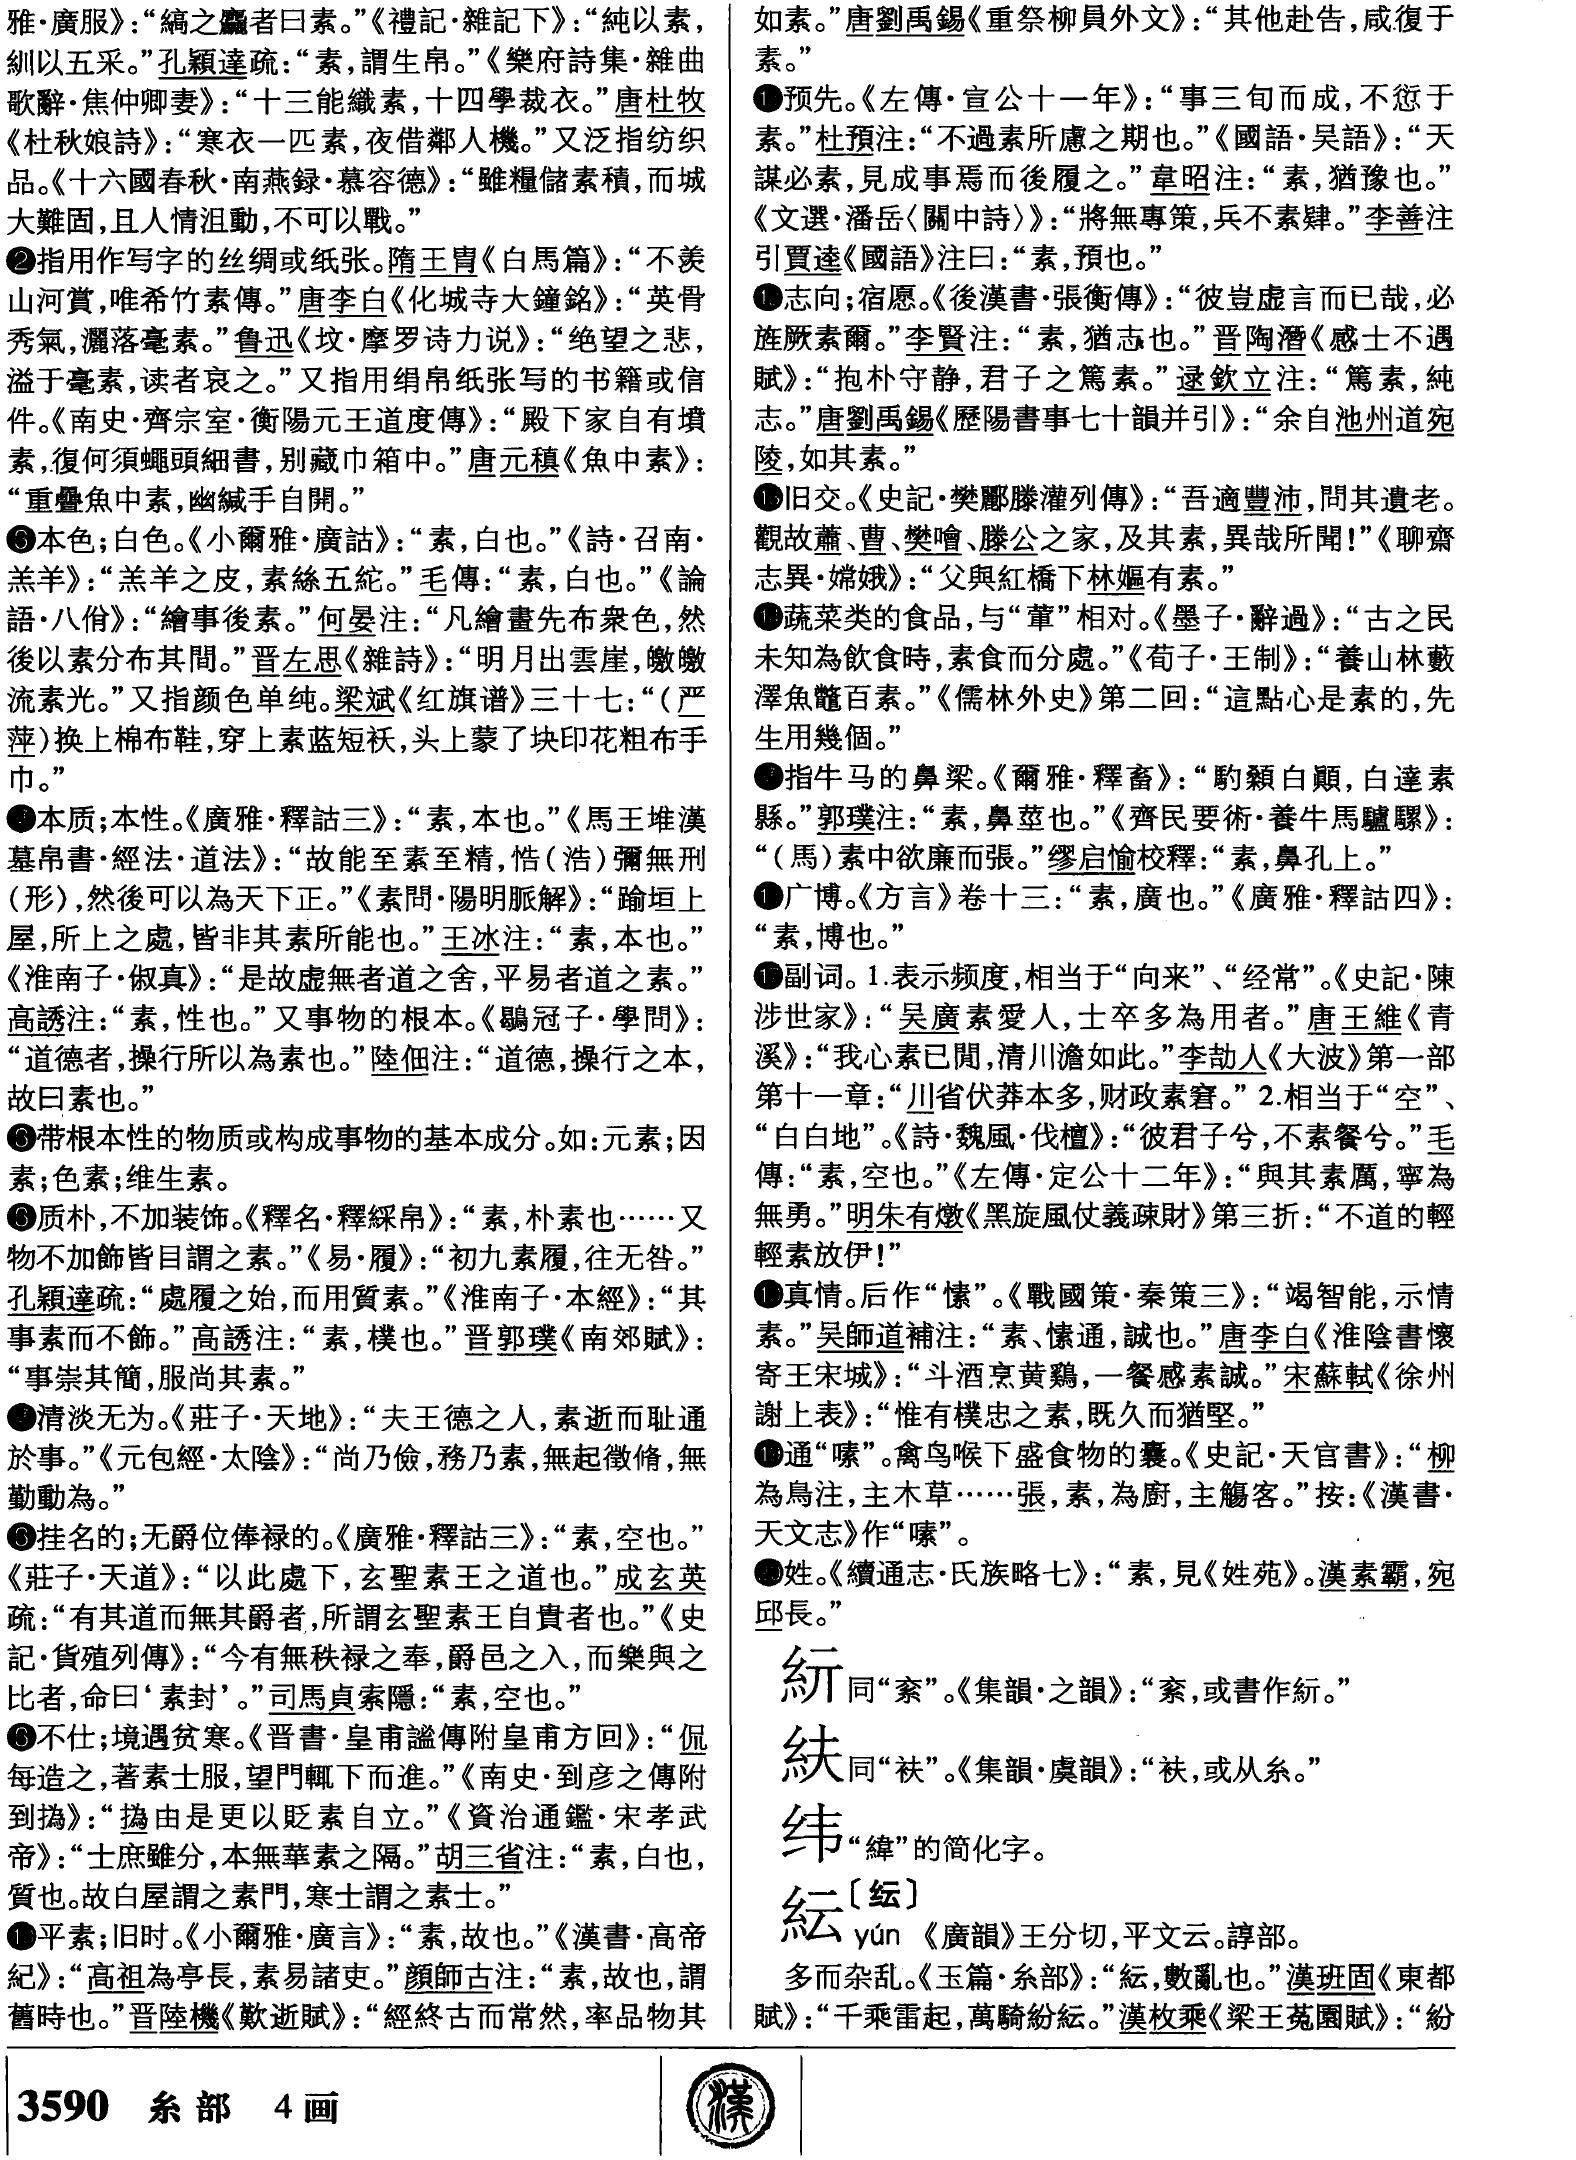 雅·廣服》：“縞之麤者曰素。”《禮記·雜記下》：“純以素，
紃以五采。”孔穎達疏：“素，謂生帛。”《樂府詩集·雜曲
歌辭·焦仲卿妻》：“十三能織素，十四學裁衣。”唐杜牧
《杜秋娘詩》：“寒衣一匹素，夜借鄰人機。”又泛指纺织
品。《十六國春秋·南燕録·慕容德》：“雖糧儲素積，而城
大難固，且人情沮動，不可以戰。”
❷指用作写字的丝绸或纸张。隋王胄《白馬篇》：“不羨
山河賞，唯希竹素傳。”唐李白《化城寺大鐘銘》：“英骨
秀氣，灑落毫素。”鲁迅《坟·摩罗诗力说》：“绝望之悲，
溢于毫素，读者哀之。”又指用绢帛纸张写的书籍或信
件。《南史·齊宗室·衡陽元王道度傳》：“殿下家自有墳
素，復何須蠅頭細書，别藏巾箱中。”唐元稹《魚中素》：
“重疊魚中素，幽緘手自開。”
❸本色；白色。《小爾雅·廣詁》：“素，白也。”《詩·召南·
羔羊》：“羔羊之皮，素絲五紽。”毛傳：“素，白也。”《論
語·八佾》：“繪事後素。”何晏注：“凡繪畫先布衆色，然
後以素分布其間。”晋左思《雜詩》：“明月出雲崖，皦皦
流素光。”又指颜色单纯。梁斌《红旗谱》三十七：“（严
萍）换上棉布鞋，穿上素蓝短袄，头上蒙了块印花粗布手
巾。”
❹本质；本性。《廣雅·釋詁三》：“素，本也。”《馬王堆漢
墓帛書·經法·道法》：“故能至素至精，悎（浩）彌無刑
（形），然後可以為天下正。”《素問·陽明脈解》：“踰垣上
屋，所上之處，皆非其素所能也。”王冰注：“素，本也。”
《淮南子·俶真》：“是故虚無者道之舍，平易者道之素。”
高誘注：“素，性也。”又事物的根本。《鶡冠子·學問》：
“道德者，操行所以為素也。”陸佃注：“道德，操行之本，
故曰素也。”
❺带根本性的物质或构成事物的基本成分。如：元素；因
素；色素；维生素。
❻质朴，不加装饰。《釋名·釋綵帛》：“素，朴素也……又
物不加飾皆目謂之素。”《易·履》：“初九素履，往无咎。”
孔穎達疏：“處履之始，而用質素。”《淮南子·本經》：“其
事素而不飾。”高誘注：“素，樸也。”晋郭璞《南郊賦》：
“事崇其簡，服尚其素。”
❼清淡无为。《莊子·天地》：“夫王德之人，素逝而耻通
於事。”《元包經·太陰》：“尚乃儉，務乃素，無起徵脩，無
勤動為。”
❽挂名的；无爵位俸禄的。《廣雅·釋詁三》：“素，空也。”
《莊子·天道》：“以此處下，玄聖素王之道也。”成玄英
疏：“有其道而無其爵者，所謂玄聖素王自貴者也。”《史
記·貨殖列傳》：“今有無秩禄之奉，爵邑之入，而樂與之
比者，命曰‘素封’。”司馬貞索隱：“素，空也。”
❾不仕；境遇贫寒。《晋書·皇甫謐傳附皇甫方回》：“侃
每造之，著素士服，望門輒下而進。”《南史·到彦之傳附
到撝》：“撝由是更以貶素自立。”《資治通鑑·宋孝武
帝》：“士庶雖分，本無華素之隔。”胡三省注：“素，白也，
質也。故白屋謂之素門，寒士謂之素士。”
❿平素；旧时。《小爾雅·廣言》：“素，故也。”《漢書·高帝
紀》：“高祖為亭長，素易諸吏。”顔師古注：“素，故也，謂
舊時也。”晋陸機《歎逝賦》：“經終古而常然，率品物其
如素。”唐劉禹錫《重祭柳員外文》：“其他赴告，咸復于
素。”
⓫预先。《左傳·宣公十一年》：“事三旬而成，不愆于
素。”杜預注：“不過素所慮之期也。”《國語·吴語》：“天
謀必素，見成事焉而後履之。”韋昭注：“素，猶豫也。”
《文選·潘岳〈關中詩〉》：“將無專策，兵不素肄。”李善注
引賈逵《國語》注曰：“素，預也。”
⓬志向；宿愿。《後漢書·張衡傳》：“彼豈虚言而已哉，必
旌厥素爾。”李賢注：“素，猶志也。”晋陶潛《感士不遇
賦》：“抱朴守静，君子之篤素。”逯欽立注：“篤素，純
志。”唐劉禹錫《歷陽書事七十韻并引》：“余自池州道宛
陵，如其素。”
⓭旧交。《史記·樊酈滕灌列傳》：“吾適豐沛，問其遺老。
觀故蕭、曹、樊噲、滕公之家，及其素，異哉所聞！”《聊齋
志異·嫦娥》：“父與紅橋下林嫗有素。”
⓮蔬菜类的食品，与“葷”相对。《墨子·辭過》：“古之民
未知為飲食時，素食而分處。”《荀子·王制》：“養山林藪
澤魚鼈百素。”《儒林外史》第二回：“這點心是素的，先
生用幾個。”
⓯指牛马的鼻梁。《爾雅·釋畜》：“馰顙白顛，白達素
縣。”郭璞注：“素，鼻莖也。”《齊民要術·養牛馬驢騾》：
“（馬）素中欲廉而張。”缪启愉校釋：“素，鼻孔上。”
⓰广博。《方言》卷十三：“素，廣也。”《廣雅·釋詁四》：
“素，博也。”
⓱副词。1.表示频度，相当于“向来”、“经常”。《史記·陳
涉世家》：“吴廣素愛人，士卒多為用者。”唐王維《青
溪》：“我心素已閒，清川澹如此。”李劼人《大波》第一部
第十一章：“川省伏莽本多，财政素窘。”2.相当于“空”、
“白白地”。《詩·魏風·伐檀》：“彼君子兮，不素餐兮。”毛
傳：“素，空也。”《左傳·定公十二年》：“與其素厲，寧為
無勇。”明朱有燉《黑旋風仗義疎財》第三折：“不道的輕
輕素放伊！”
⓲真情。后作“愫”。《戰國策·秦策三》：“竭智能，示情
素。”吴師道補注：“素、愫通，誠也。”唐李白《淮陰書懷
寄王宋城》：“斗酒烹黄鷄，一餐感素誠。”宋蘇軾《徐州
謝上表》：“惟有樸忠之素，既久而猶堅。”
⓳通“嗉”。禽鸟喉下盛食物的囊。《史記·天官書》：“柳
為鳥注，主木草……張，素，為廚，主觴客。”按：《漢書·
天文志》作“嗉”。
⓴姓。《續通志·氏族略七》：“素，見《姓苑》。漢素霸，宛
邱長。”
䋔同“紊”。《集韻·之韻》：“紊，或書作䋔。”
紶同“衭”。《集韻·虞韻》：“衭，或从糸。”
纬“緯”的简化字。
紜〔纭〕
yún 《廣韻》王分切，平文云。諄部。
多而杂乱。《玉篇·糸部》：“紜，數亂也。”漢班固《東都
賦》：“千乘雷起，萬騎紛紜。”漢枚乘《梁王菟園賦》：“紛
3590 糸部 4画
漢